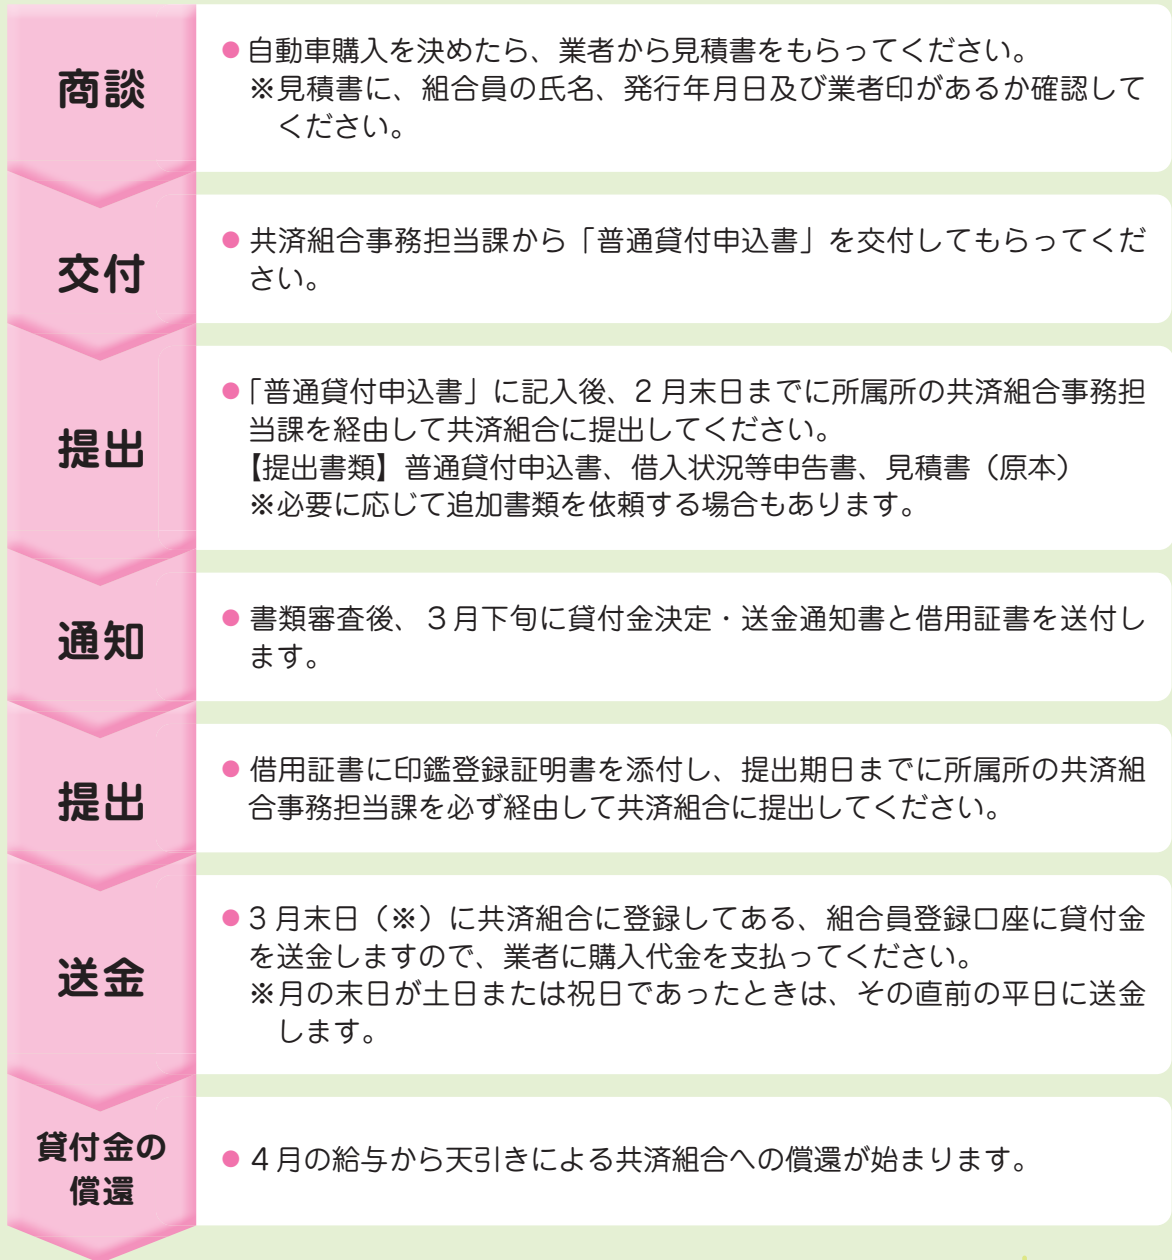 商談
●自動車購入を決めたら、業者から見積書をもらってください。
※見積書に、組合員の氏名、発行年月日及び業者印があるか確認して
ください。
交付
●共済組合事務担当課から「普通貸付申込書」を交付してもらってくだ
さい。
提出
●「普通貸付申込書」に記入後、2月末日までに所属所の共済組合事務担
当課を経由して共済組合に提出してください。
【提出書類】普通貸付申込書、借入状況等申告書、見積書（原本）
※必要に応じて追加書類を依頼する場合もあります。
通知
●書類審査後、3月下旬に貸付金決定・送金通知書と借用証書を送付し
ます。
提出
●借用証書に印鑑登録証明書を添付し、提出期日までに所属所の共済組
合事務担当課を必ず経由して共済組合に提出してください。
送金
●3月末日（※）に共済組合に登録してある、組合員登録口座に貸付金
を送金しますので、業者に購入代金を支払ってください。
※月の末日が土日または祝日であったときは、その直前の平日に送金
します。
貸付金の
償還
●4月の給与から天引きによる共済組合への償還が始まります。